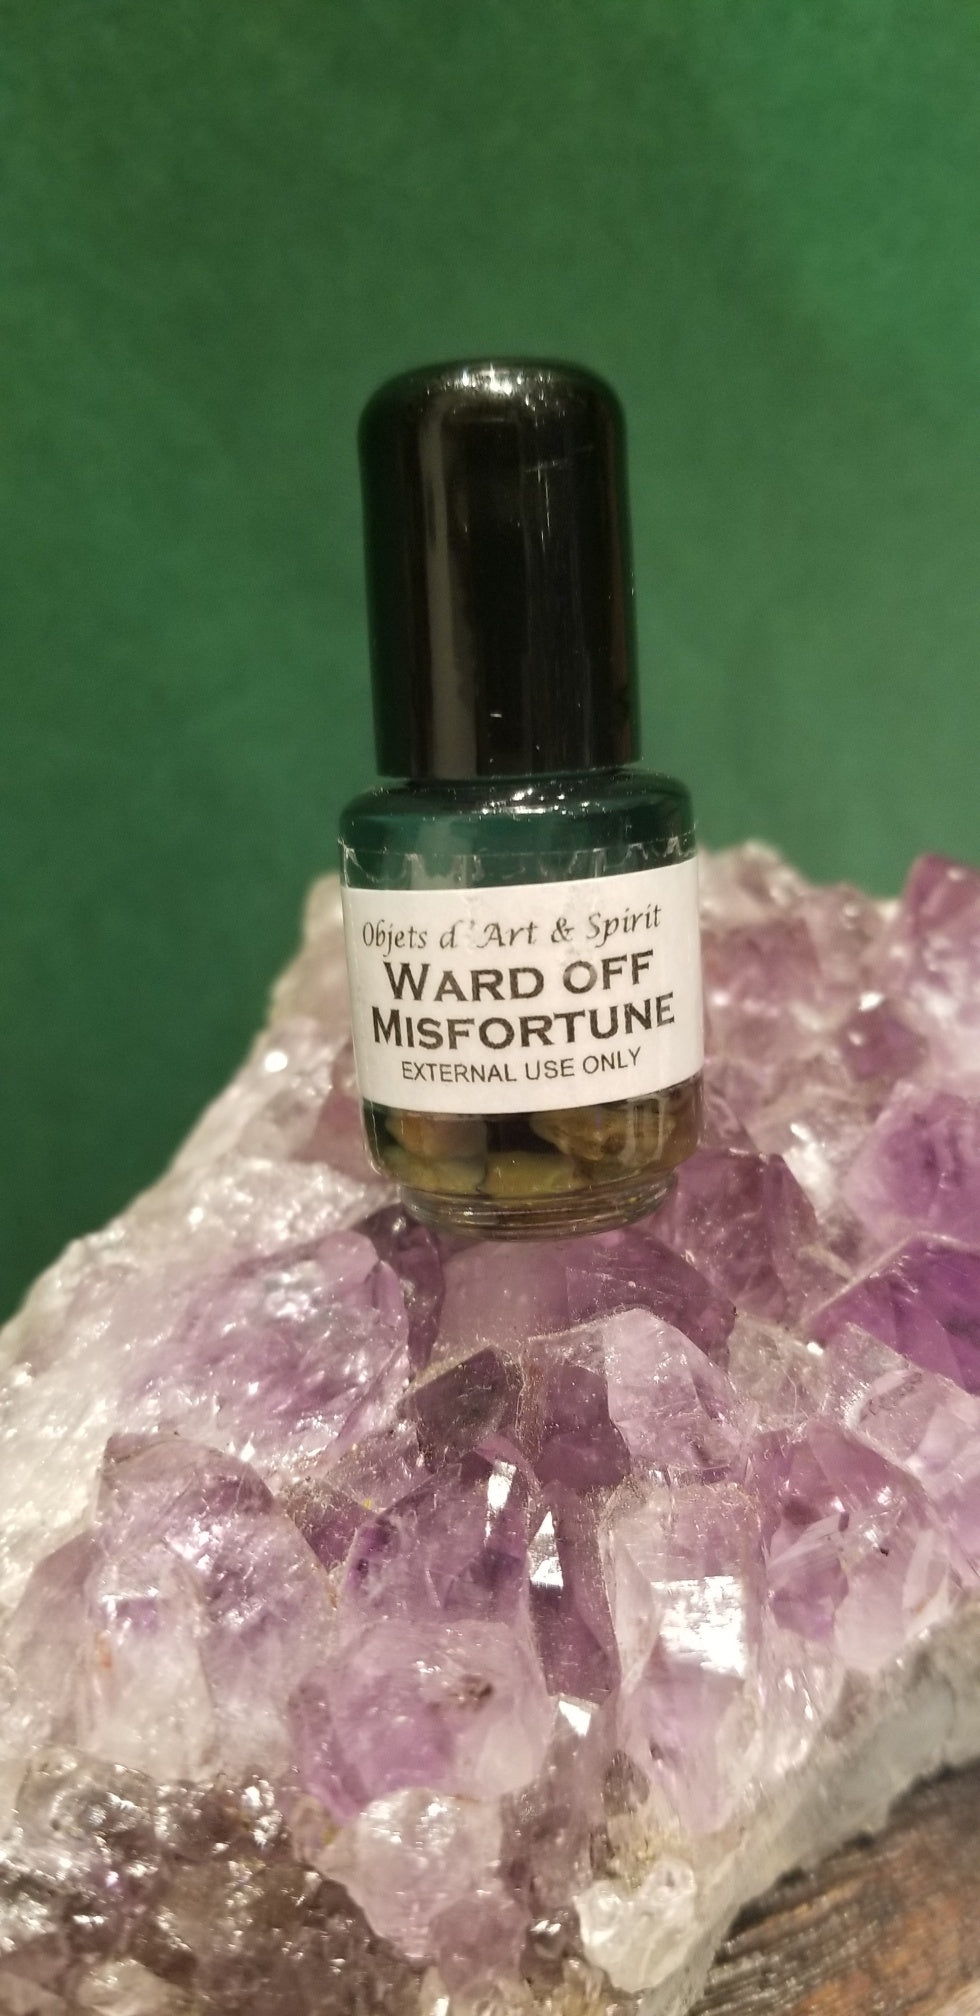 Objets d'Art & Spirit
WARD OFF
MISFORTUNE
EXTERNAL USE ONLY